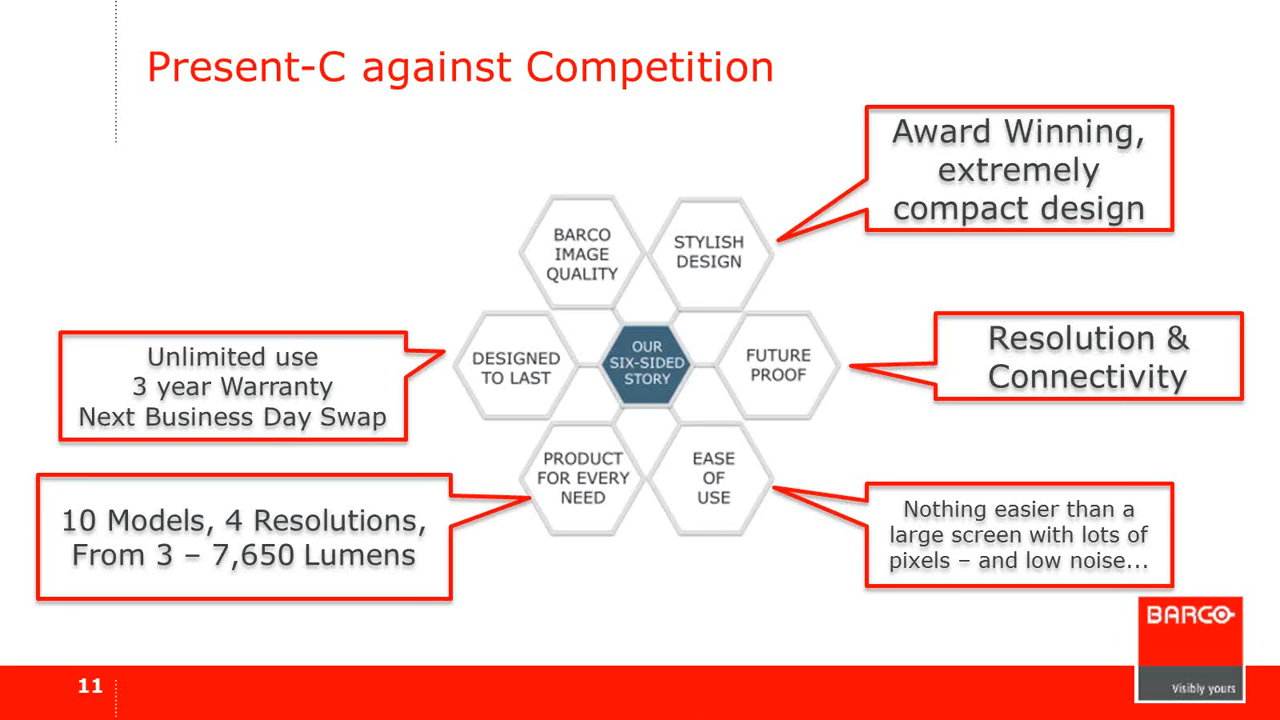 Present-C against Competition
Award Winning,
extremely
compact design
BARCO
IMAGE
QUALITY
STYLISH
DESIGN
Unlimited use
3 year Warranty
Next Business Day Swap
DESIGNED
TO LAST
OUR
SIX-SIDED
STORY
FUTURE
PROOF
Resolution &
Connectivity
10 Models, 4 Resolutions,
From 3 – 7,650 Lumens
PRODUCT
FOR EVERY
NEED
EASE
OF
USE
Nothing easier than a
large screen with lots of
pixels – and low noise...
BARCO
Visibly yours
11